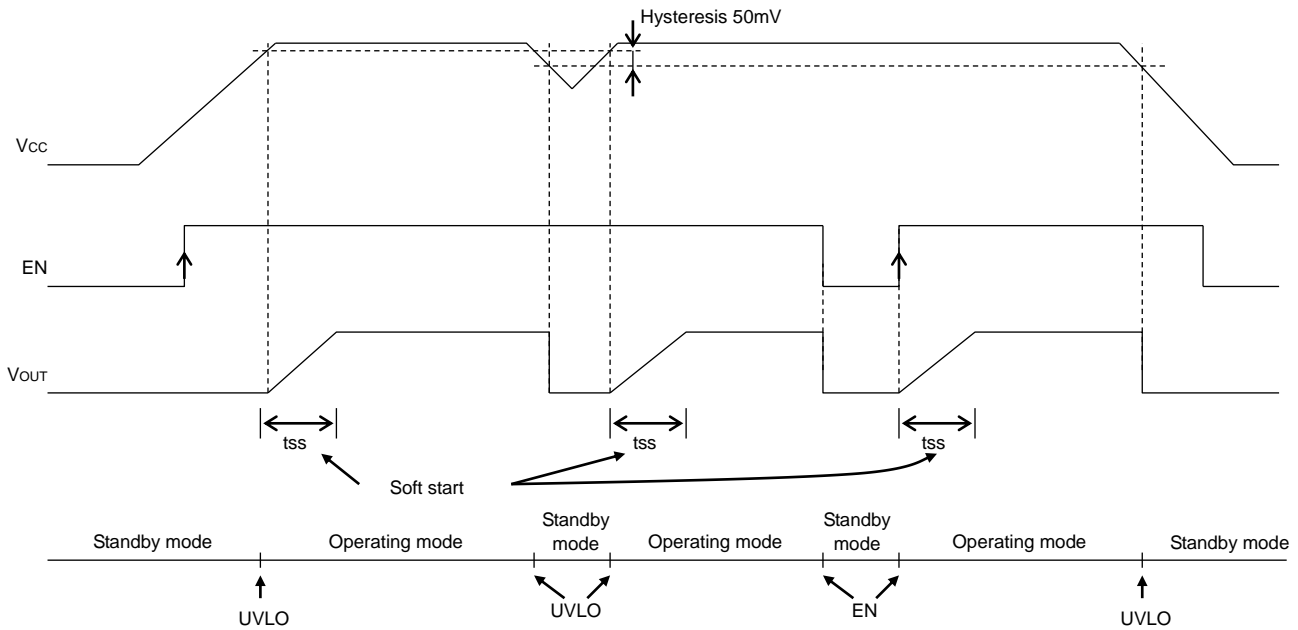 Hysteresis 50mV
VCC
EN
VOUT
tss
tss
tss
Soft start
Standby mode
Operating mode
Standby
mode
Operating mode
Standby
mode
Operating mode
Standby mode
UVLO
UVLO
EN
UVLO